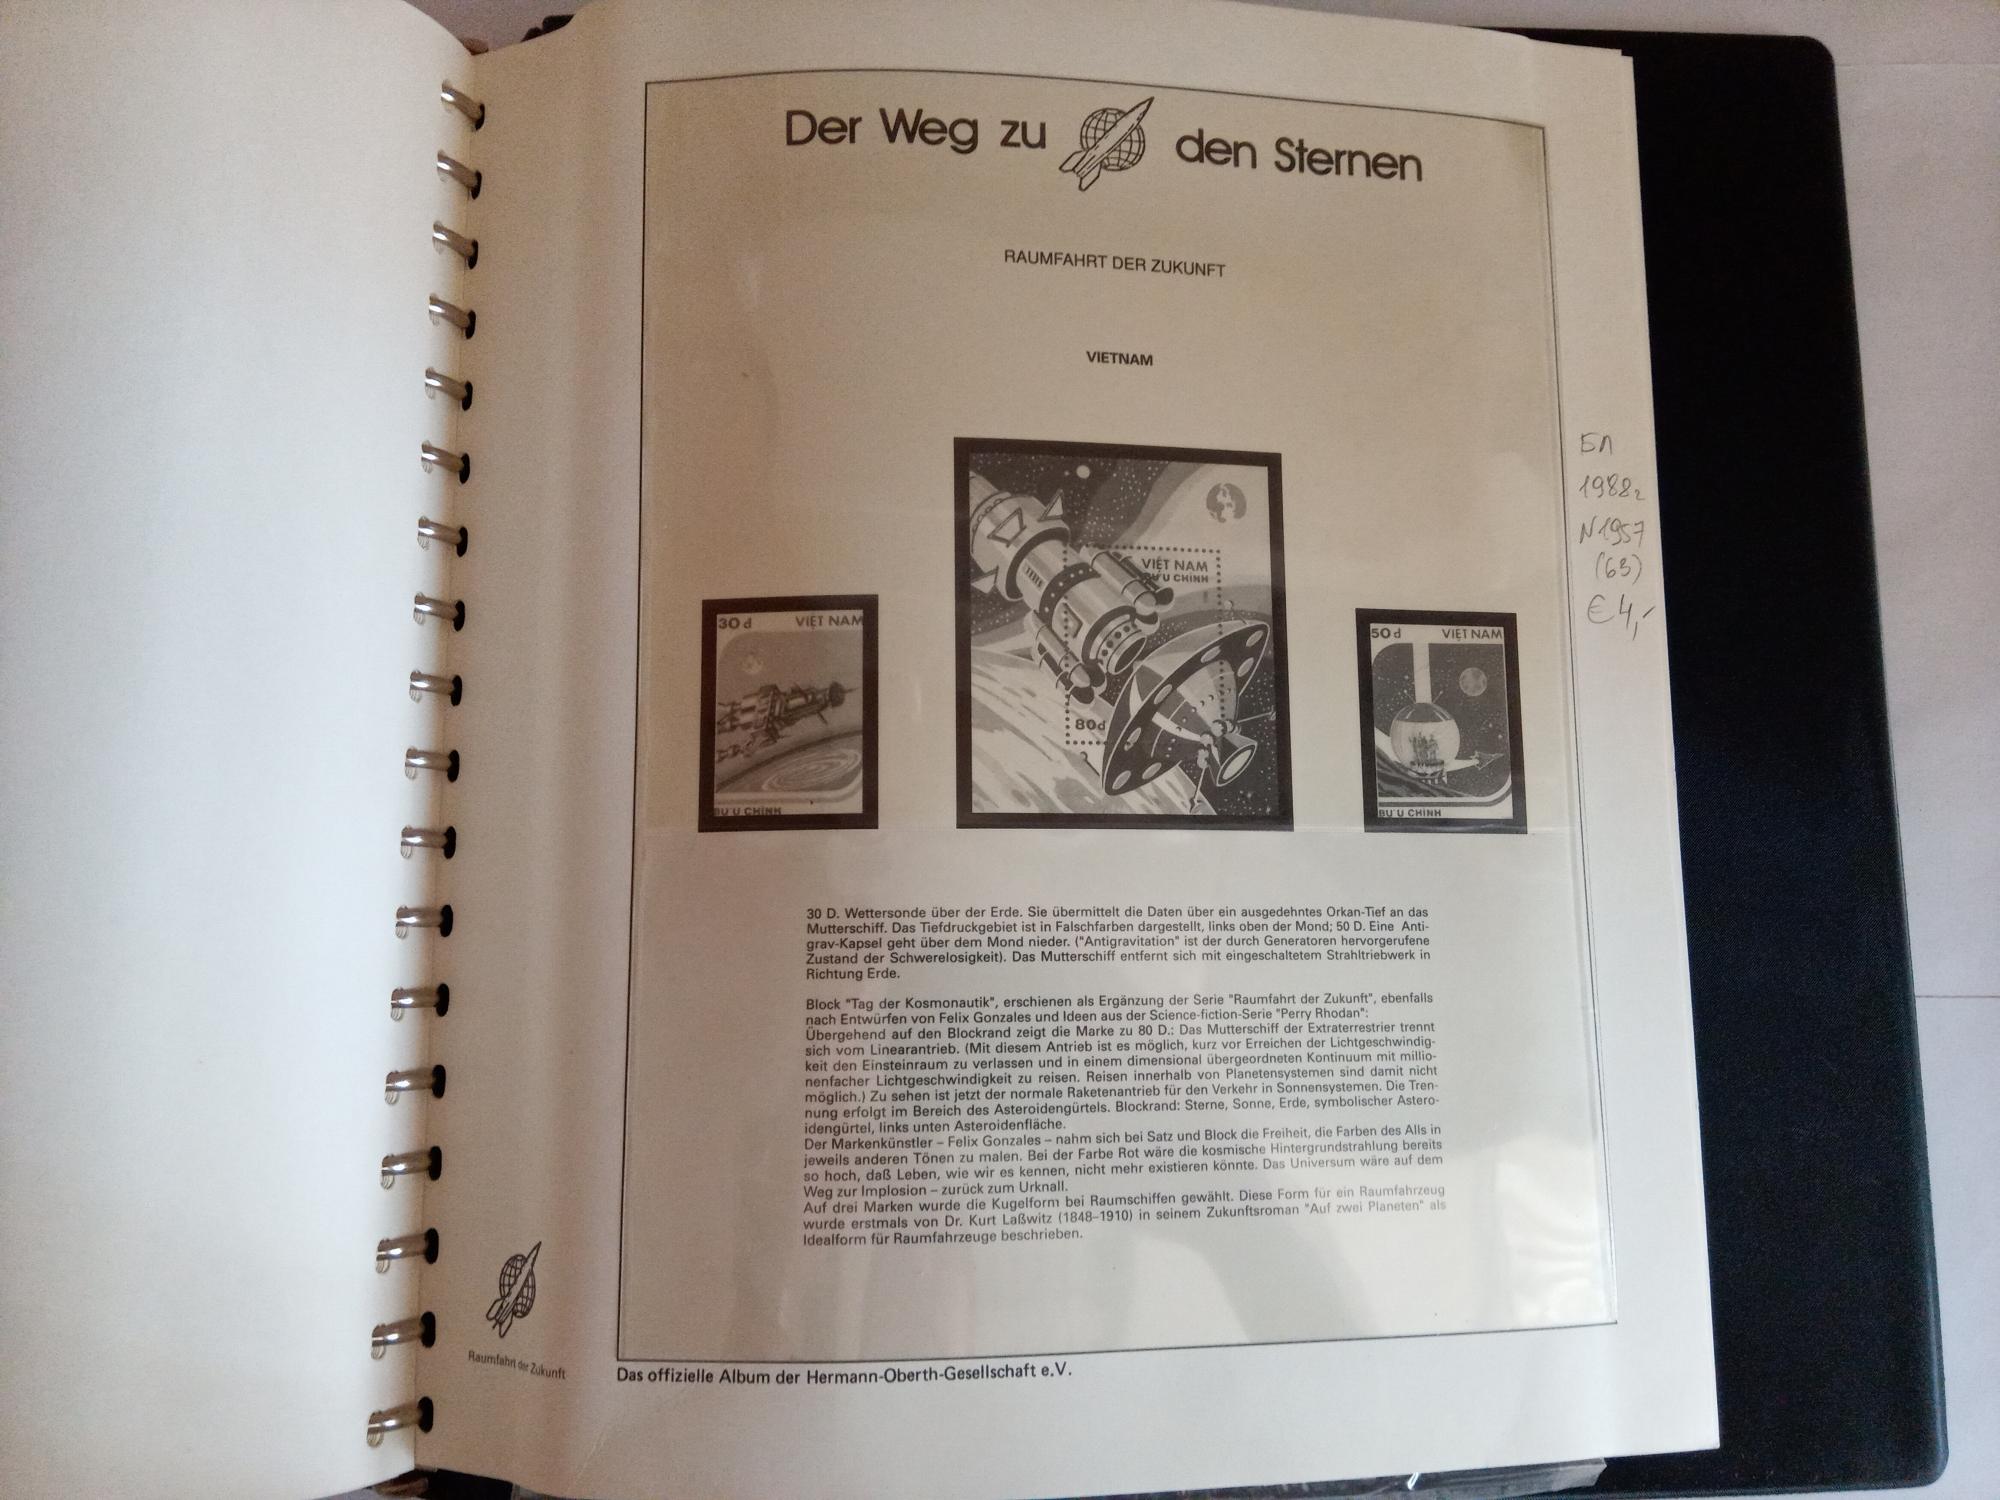 Der Weg zu den Sternen
RAUMFAHRT DER ZUKUNFT
VIETNAM
БЛ
1988г
N1957
(63)
€4,-
VIỆT NAM
BƯU CHÍNH
80d
30d VIỆT NAM
BƯU CHÍNH
50d VIỆT NAM
BƯU CHÍNH
30 D. Wettersonde über der Erde. Sie übermittelt die Daten über ein ausgedehntes Orkan-Tief an das
Mutterschiff. Das Tiefdruckgebiet ist in Falschfarben dargestellt, links oben der Mond; 50 D. Eine Anti-
grav-Kapsel geht über dem Mond nieder. ("Antigravitation" ist der durch Generatoren hervorgerufene
Zustand der Schwerelosigkeit). Das Mutterschiff entfernt sich mit eingeschaltetem Strahltriebwerk in
Richtung Erde.
Block "Tag der Kosmonautik", erschienen als Ergänzung der Serie "Raumfahrt der Zukunft", ebenfalls
nach Entwürfen von Felix Gonzales und Ideen aus der Science-fiction-Serie "Perry Rhodan":
Übergehend auf den Blockrand zeigt die Marke zu 80 D.: Das Mutterschiff der Extraterrestrier trennt
sich vom Linearantrieb. (Mit diesem Antrieb ist es möglich, kurz vor Erreichen der Lichtgeschwindig-
keit den Einsteinraum zu verlassen und in einem dimensional übergeordneten Kontinuum mit millio-
nenfacher Lichtgeschwindigkeit zu reisen. Reisen innerhalb von Planetensystemen sind damit nicht
möglich.) Zu sehen ist jetzt der normale Raketenantrieb für den Verkehr in Sonnensystemen. Die Tren-
nung erfolgt im Bereich des Asteroidengürtels. Blockrand: Sterne, Sonne, Erde, symbolischer Astero-
idengürtel, links unten Asteroidenfläche.
Der Markenkünstler – Felix Gonzales – nahm sich bei Satz und Block die Freiheit, die Farben des Alls in
jeweils anderen Tönen zu malen. Bei der Farbe Rot wäre die kosmische Hintergrundstrahlung bereits
so hoch, daß Leben, wie wir es kennen, nicht mehr existieren könnte. Das Universum wäre auf dem
Weg zur Implosion – zurück zum Urknall.
Auf drei Marken wurde die Kugelform bei Raumschiffen gewählt. Diese Form für ein Raumfahrzeug
wurde erstmals von Dr. Kurt Laßwitz (1848–1910) in seinem Zukunftsroman "Auf zwei Planeten" als
Idealform für Raumfahrzeuge beschrieben.
Raumfahrt der Zukunft
Das offizielle Album der Hermann-Oberth-Gesellschaft e.V.